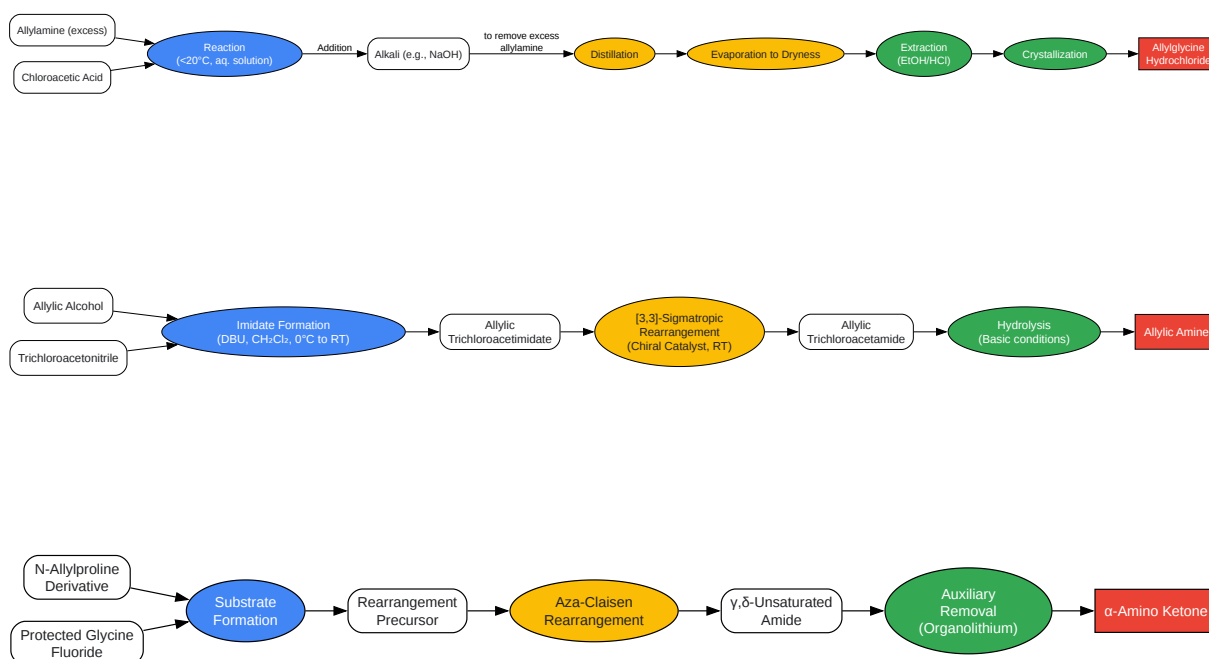 Allylamine (excess)
Chloroacetic Acid
Reaction
(<20°C, aq. solution)
Addition
Alkali (e.g., NaOH)
to remove excess
allylamine
Distillation
Evaporation to Dryness
Extraction
(EtOH/HCl)
Crystallization
Allylglycine
Hydrochloride
Allylic Alcohol
Trichloroacetonitrile
Imidate Formation
(DBU, CH₂Cl₂, 0°C to RT)
Allylic
Trichloroacetimidate
[3,3]-Sigmatropic
Rearrangement
(Chiral Catalyst, RT)
Allylic
Trichloroacetamide
Hydrolysis
(Basic conditions)
Allylic Amine
N-Allylproline
Derivative
Protected Glycine
Fluoride
Substrate
Formation
Rearrangement
Precursor
Aza-Claisen
Rearrangement
γ,δ-Unsaturated
Amide
Auxiliary
Removal
(Organolithium)
α-Amino Ketone